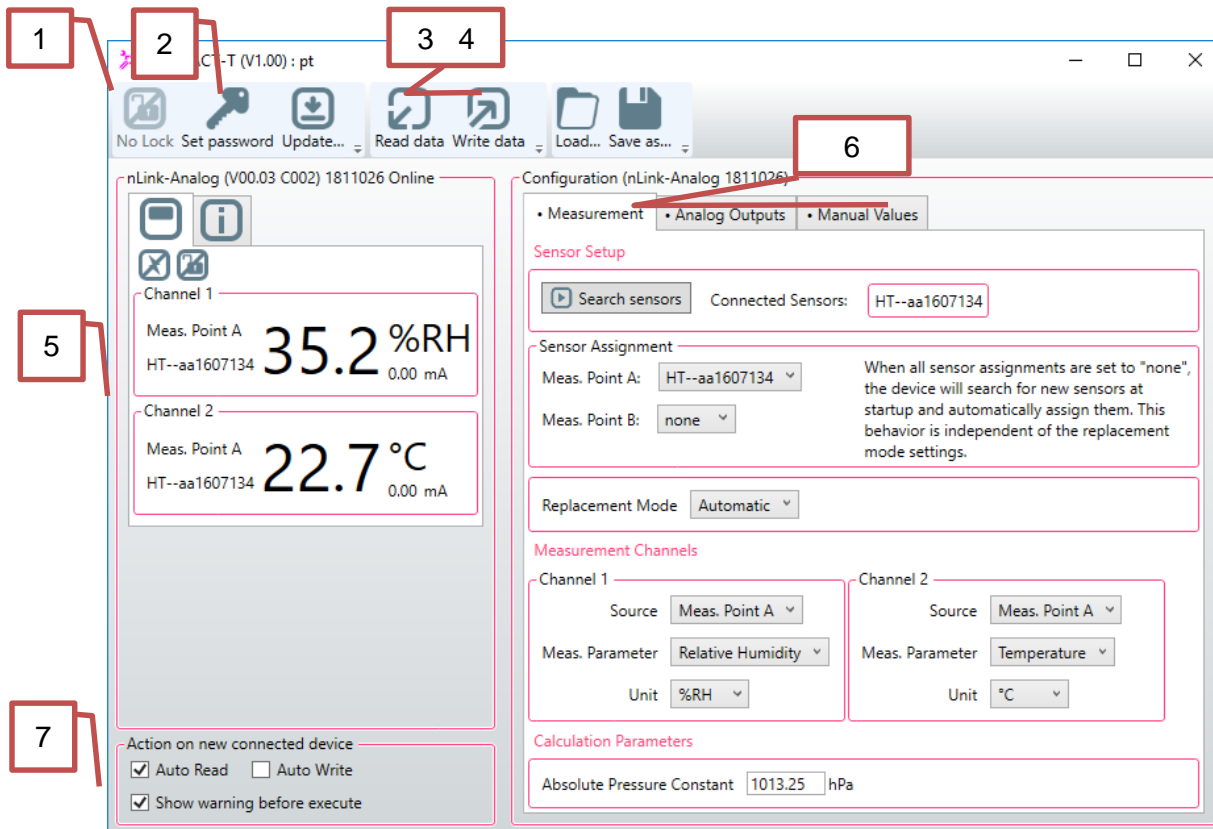 1
2
3 4
ACT-T (V1.00) : pt
No Lock Set password Update... Read data Write data Load... Save as...
6
nLink-Analog (V00.03 C002) 1811026 Online
Configuration (nLink-Analog 1811026)
• Measurement • Analog Outputs • Manual Values
Sensor Setup
Search sensors Connected Sensors: HT--aa1607134
5
Channel 1
Meas. Point A
HT--aa1607134
35.2 %RH
0.00 mA
Channel 2
Meas. Point A
HT--aa1607134
22.7 °C
0.00 mA
Sensor Assignment
Meas. Point A: HT--aa1607134
Meas. Point B: none
When all sensor assignments are set to "none",
the device will search for new sensors at
startup and automatically assign them. This
behavior is independent of the replacement
mode settings.
Replacement Mode Automatic
Measurement Channels
Channel 1
Source Meas. Point A
Meas. Parameter Relative Humidity
Unit %RH
Channel 2
Source Meas. Point A
Meas. Parameter Temperature
Unit °C
7
Action on new connected device
Auto Read Auto Write
Show warning before execute
Calculation Parameters
Absolute Pressure Constant 1013.25 hPa